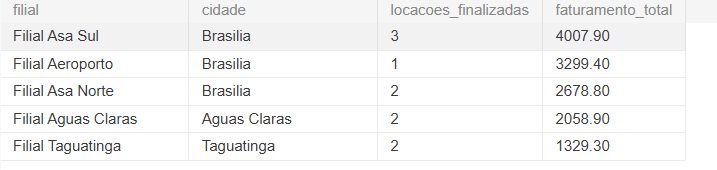 filial cidade locacoes_finalizadas faturamento_total
Filial Asa Sul Brasilia 3 4007.90
Filial Aeroporto Brasilia 1 3299.40
Filial Asa Norte Brasilia 2 2678.80
Filial Aguas Claras Aguas Claras 2 2058.90
Filial Taguatinga Taguatinga 2 1329.30